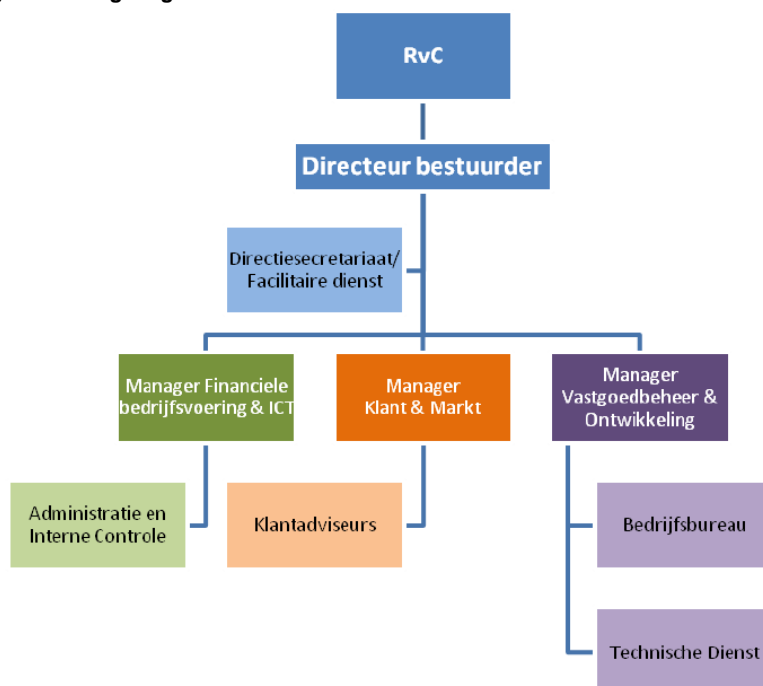 RvC
Directeur bestuurder
Directiesecretariaat/
Facilitaire dienst
Manager Financiele
bedrijfsvoering & ICT
Manager
Klant & Markt
Manager
Vastgoedbeheer &
Ontwikkeling
Administratie en
Interne Controle
Klantadviseurs
Bedrijfsbureau
Technische Dienst